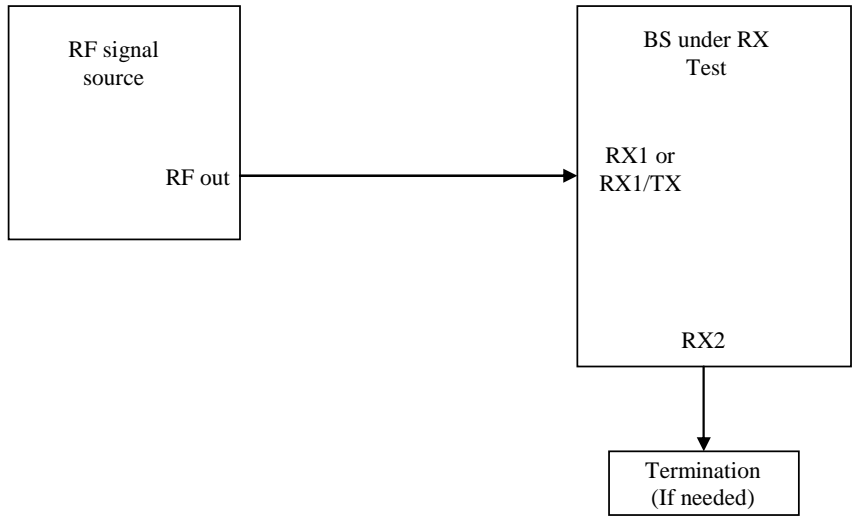 RF signal
source
RF out
BS under RX
Test
RX1 or
RX1/TX
RX2
Termination
(If needed)